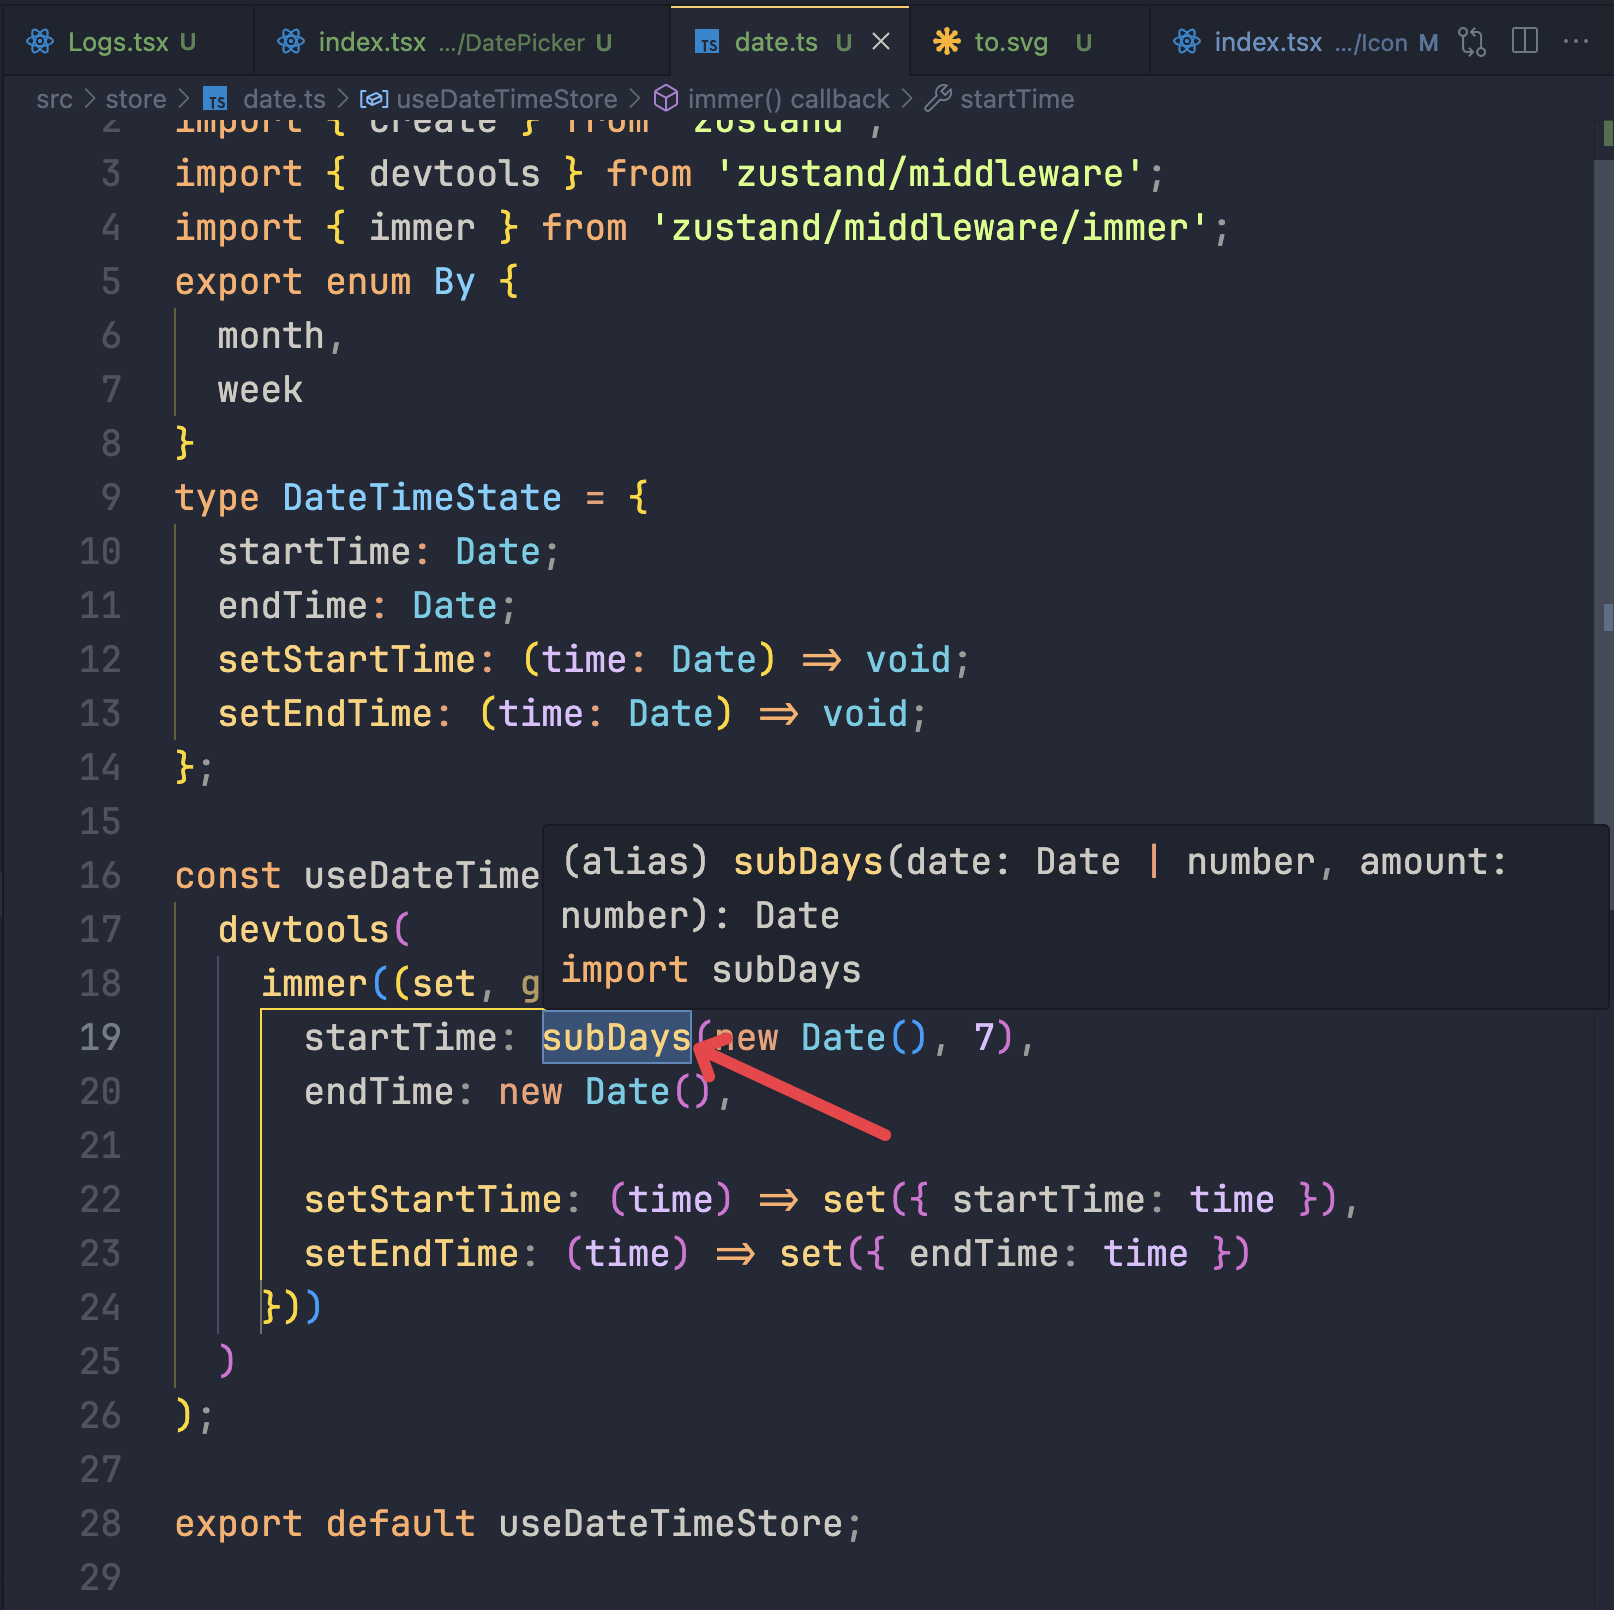 Logs.tsx U index.tsx .../DatePicker U date.ts U to.svg U index.tsx .../Icon M
src > store > TS date.ts > useDateTimeStore > immer() callback > startTime
2 import { create } from 'zustand';
3 import { devtools } from 'zustand/middleware';
4 import { immer } from 'zustand/middleware/immer';
5 export enum By {
6 month,
7 week
8 }
9 type DateTimeState = {
10 startTime: Date;
11 endTime: Date;
12 setStartTime: (time: Date) => void;
13 setEndTime: (time: Date) => void;
14 };
15
(alias) subDays(date: Date | number, amount:
number): Date
import subDays
16 const useDateTime
17 devtools(
18 immer((set, g
19 startTime: subDays(new Date(), 7),
20 endTime: new Date(),
21
22 setStartTime: (time) => set({ startTime: time }),
23 setEndTime: (time) => set({ endTime: time })
24 }))
25 )
26 );
27
28 export default useDateTimeStore;
29